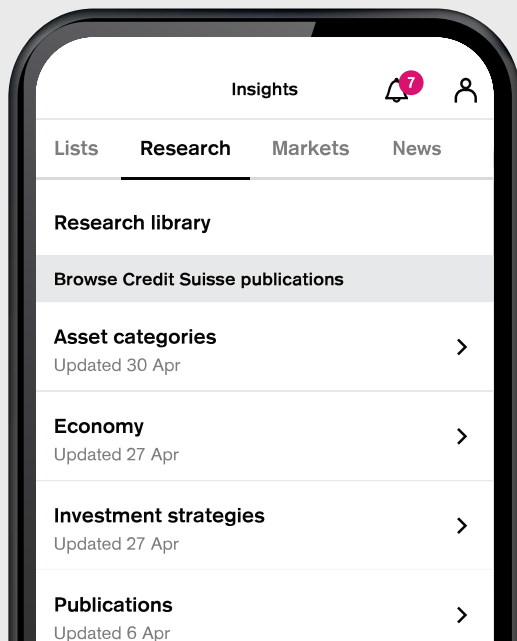 Insights
7
Lists Research Markets News
Research library
Browse Credit Suisse publications
Asset categories
Updated 30 Apr
Economy
Updated 27 Apr
Investment strategies
Updated 27 Apr
Publications
Updated 6 Apr